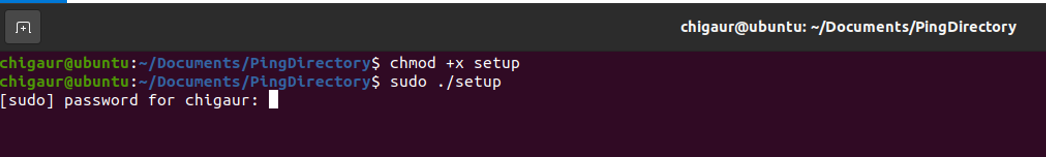 chigaur@ubuntu: ~/Documents/PingDirectory
chigaur@ubuntu:~/Documents/PingDirectory$ chmod +x setup
chigaur@ubuntu:~/Documents/PingDirectory$ sudo ./setup
[sudo] password for chigaur: